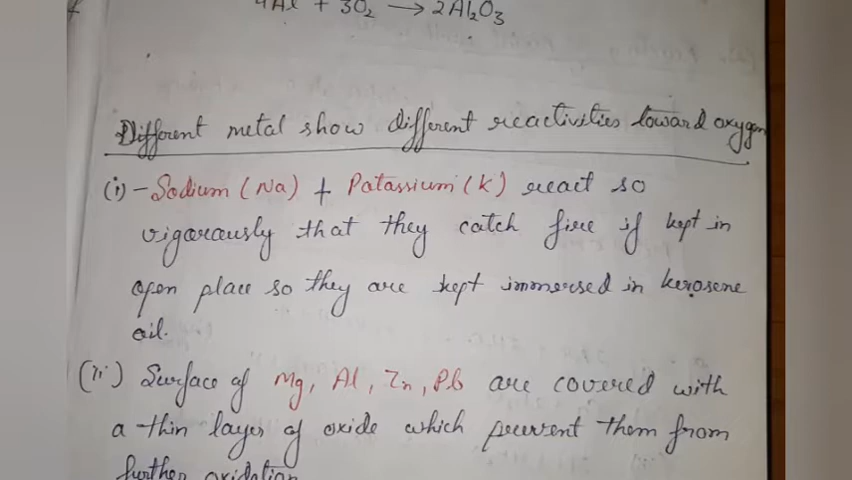 4Al + 3O₂ → 2Al₂O₃
Different metal show different reactivities toward oxygen
(i) - Sodium (Na) + Patassium (K) react so
vigarausly that they catch fire if kept in
open place so they are kept immersed in kerosene
oil.
(ii) Surface of Mg, Al, Zn, Pb are covered with
a thin layer of oxide which prevent them from
further oxidation